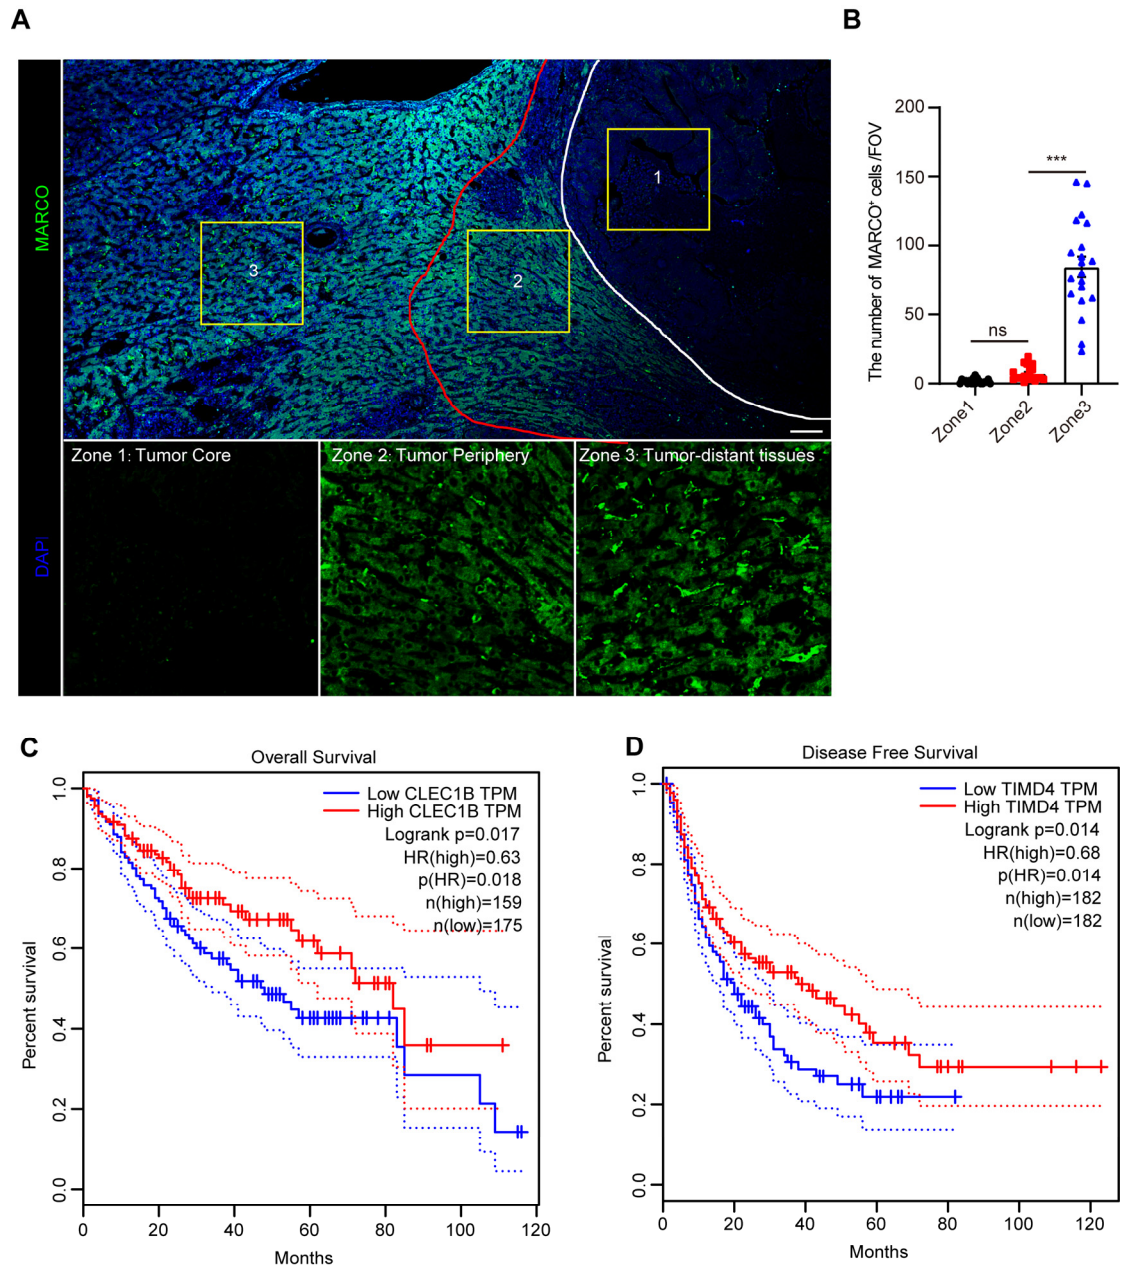 A
MARCO
DAPI
1
2
3
Zone 1: Tumor Core
Zone 2: Tumor Periphery
Zone 3: Tumor-distant tissues
B
The number of MARCO+ cells /FOV
200
150
100
50
0
ns
***
Zone1
Zone2
Zone3
C
Overall Survival
Low CLEC1B TPM
High CLEC1B TPM
Logrank p=0.017
HR(high)=0.63
p(HR)=0.018
n(high)=159
n(low)=175
Percent survival
1.0
0.8
0.6
0.4
0.2
0.0
0
20
40
60
80
100
120
Months
D
Disease Free Survival
Low TIMD4 TPM
High TIMD4 TPM
Logrank p=0.014
HR(high)=0.68
p(HR)=0.014
n(high)=182
n(low)=182
Percent survival
1.0
0.8
0.6
0.4
0.2
0.0
0
20
40
60
80
100
120
Months